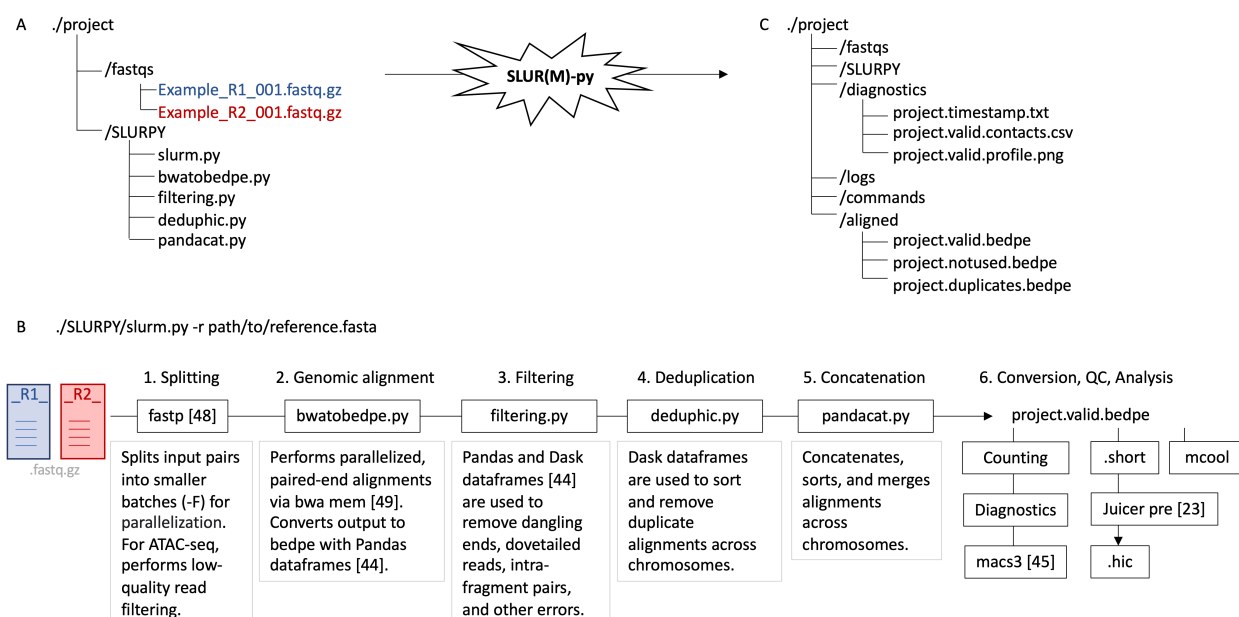 A ./project
/fastqs
Example_R1_001.fastq.gz
Example_R2_001.fastq.gz
/SLURPY
slurm.py
bwatobedpe.py
filtering.py
deduphic.py
pandacat.py
SLUR(M)-py
C ./project
/fastqs
/SLURPY
/diagnostics
project.timestamp.txt
project.valid.contacts.csv
project.valid.profile.png
/logs
/commands
/aligned
project.valid.bedpe
project.notused.bedpe
project.duplicates.bedpe
B ./SLURPY/slurm.py -r path/to/reference.fasta
_R1_
_R2_
.fastq.gz
1. Splitting
fastp [48]
Splits input pairs
into smaller
batches (-F) for
parallelization.
For ATAC-seq,
performs low-
quality read
filtering.
2. Genomic alignment
bwatobedpe.py
Performs parallelized,
paired-end alignments
via bwa mem [49].
Converts output to
bedpe with Pandas
dataframes [44].
3. Filtering
filtering.py
Pandas and Dask
dataframes [44]
are used to
remove dangling
ends, dovetailed
reads, intra-
fragment pairs,
and other errors.
4. Deduplication
deduphic.py
Dask dataframes
are used to sort
and remove
duplicate
alignments across
chromosomes.
5. Concatenation
pandacat.py
Concatenates,
sorts, and merges
alignments
across
chromosomes.
6. Conversion, QC, Analysis
project.valid.bedpe
Counting
Diagnostics
macs3 [45]
.short
Juicer pre [23]
.hic
mcool